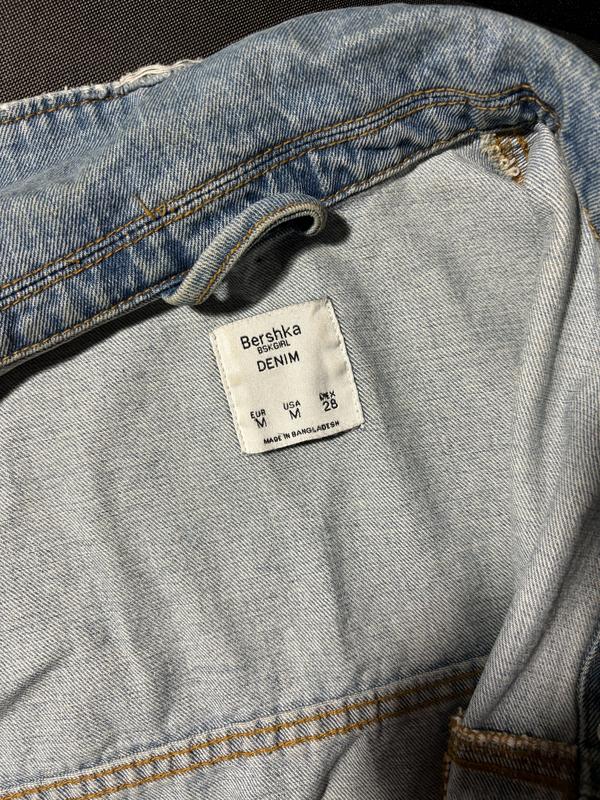 Bershka
BSKGIRL
DENIM
EUR USA MEX
M M 28
MADE IN BANGLADESH